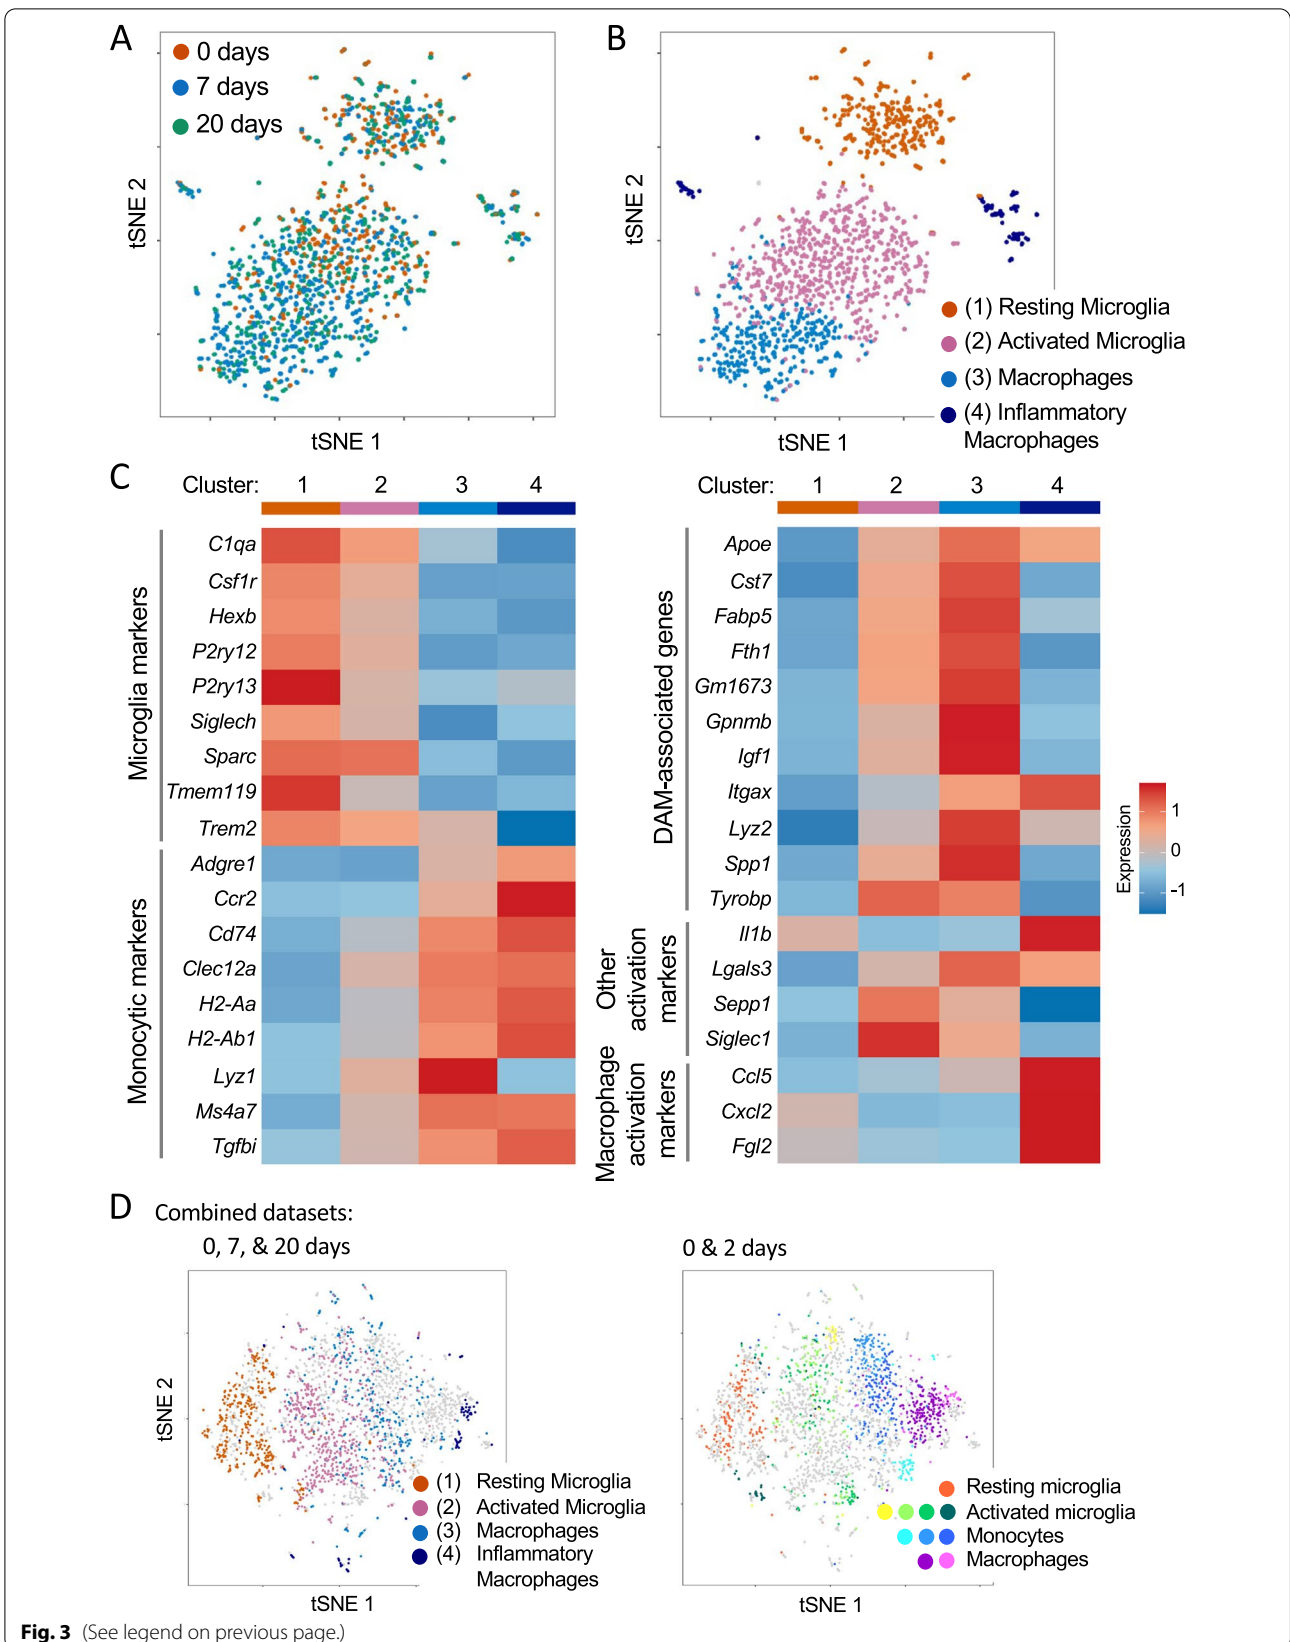 A
0 days
7 days
20 days
tSNE 2
tSNE 1
B
tSNE 2
tSNE 1
(1) Resting Microglia
(2) Activated Microglia
(3) Macrophages
(4) Inflammatory
Macrophages
C
Cluster: 1 2 3 4
Microglia markers
C1qa
Csf1r
Hexb
P2ry12
P2ry13
Siglech
Sparc
Tmem119
Trem2
Monocytic markers
Adgre1
Ccr2
Cd74
Clec12a
H2-Aa
H2-Ab1
Lyz1
Ms4a7
Tgfbi
Cluster: 1 2 3 4
DAM-associated genes
Apoe
Cst7
Fabp5
Fth1
Gm1673
Gpnmb
Igf1
Itgax
Lyz2
Spp1
Tyrobp
Other
activation
markers
Il1b
Lgals3
Sepp1
Siglec1
Macrophage
activation
markers
Ccl5
Cxcl2
Fgl2
Expression
1
0
-1
D
Combined datasets:
0, 7, & 20 days
tSNE 2
tSNE 1
(1) Resting Microglia
(2) Activated Microglia
(3) Macrophages
(4) Inflammatory
Macrophages
0 & 2 days
tSNE 1
Resting microglia
Activated microglia
Monocytes
Macrophages
Fig. 3 (See legend on previous page.)